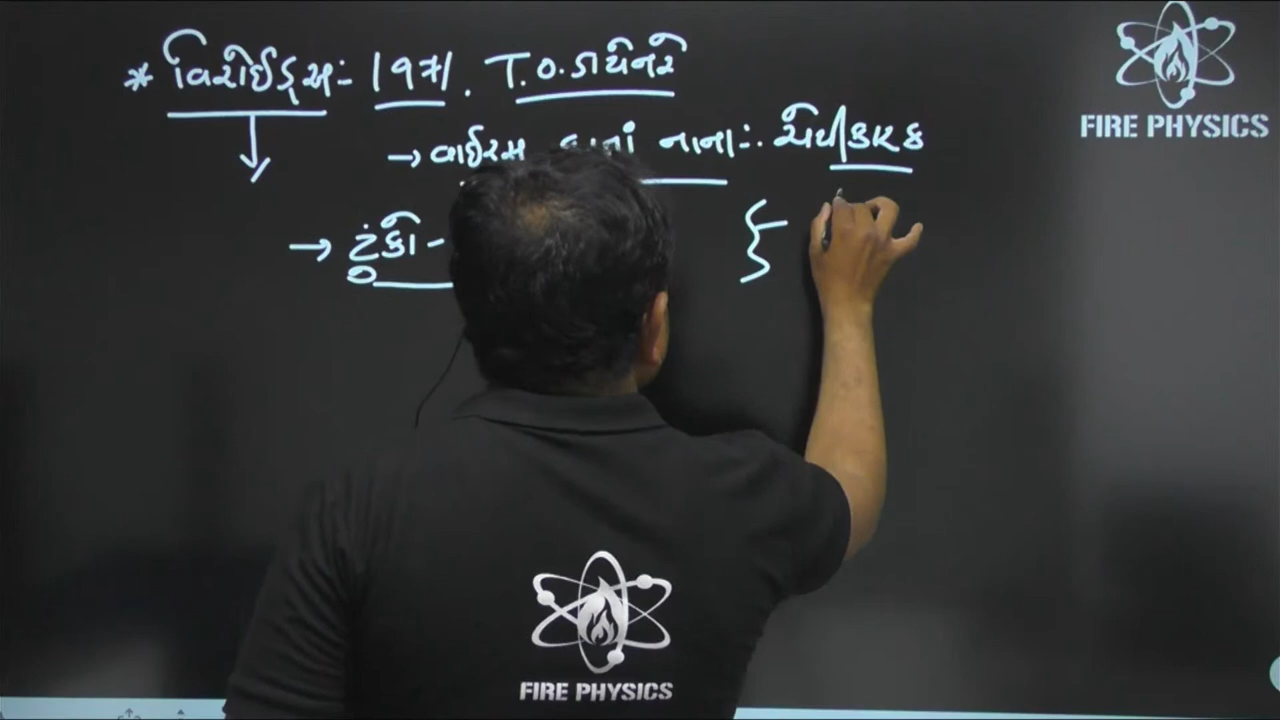 * વિરોઈડ્સ:- 1971. T.O.ડાયેનરે
→ વાઈરસ નાના:. ચેપીકારક
→ ટૂંકો -
FIRE PHYSICS
FIRE PHYSICS